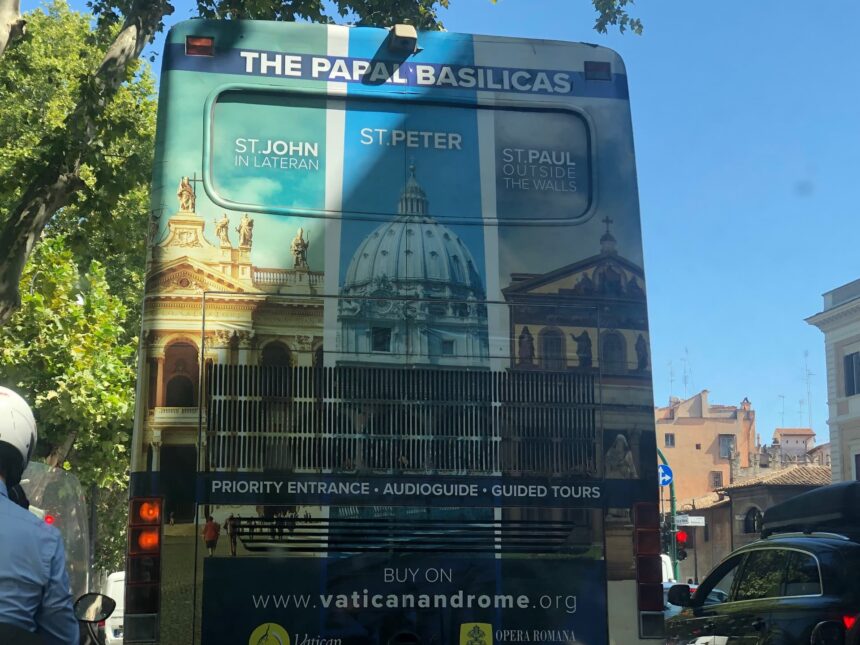 THE PAPAL BASILICAS
ST.JOHN
IN LATERAN
ST.PETER
ST.PAUL
OUTSIDE
THE WALLS
PRIORITY ENTRANCE • AUDIOGUIDE • GUIDED TOURS
BUY ON
www.vaticanandrome.org
Vatican
OPERA ROMANA